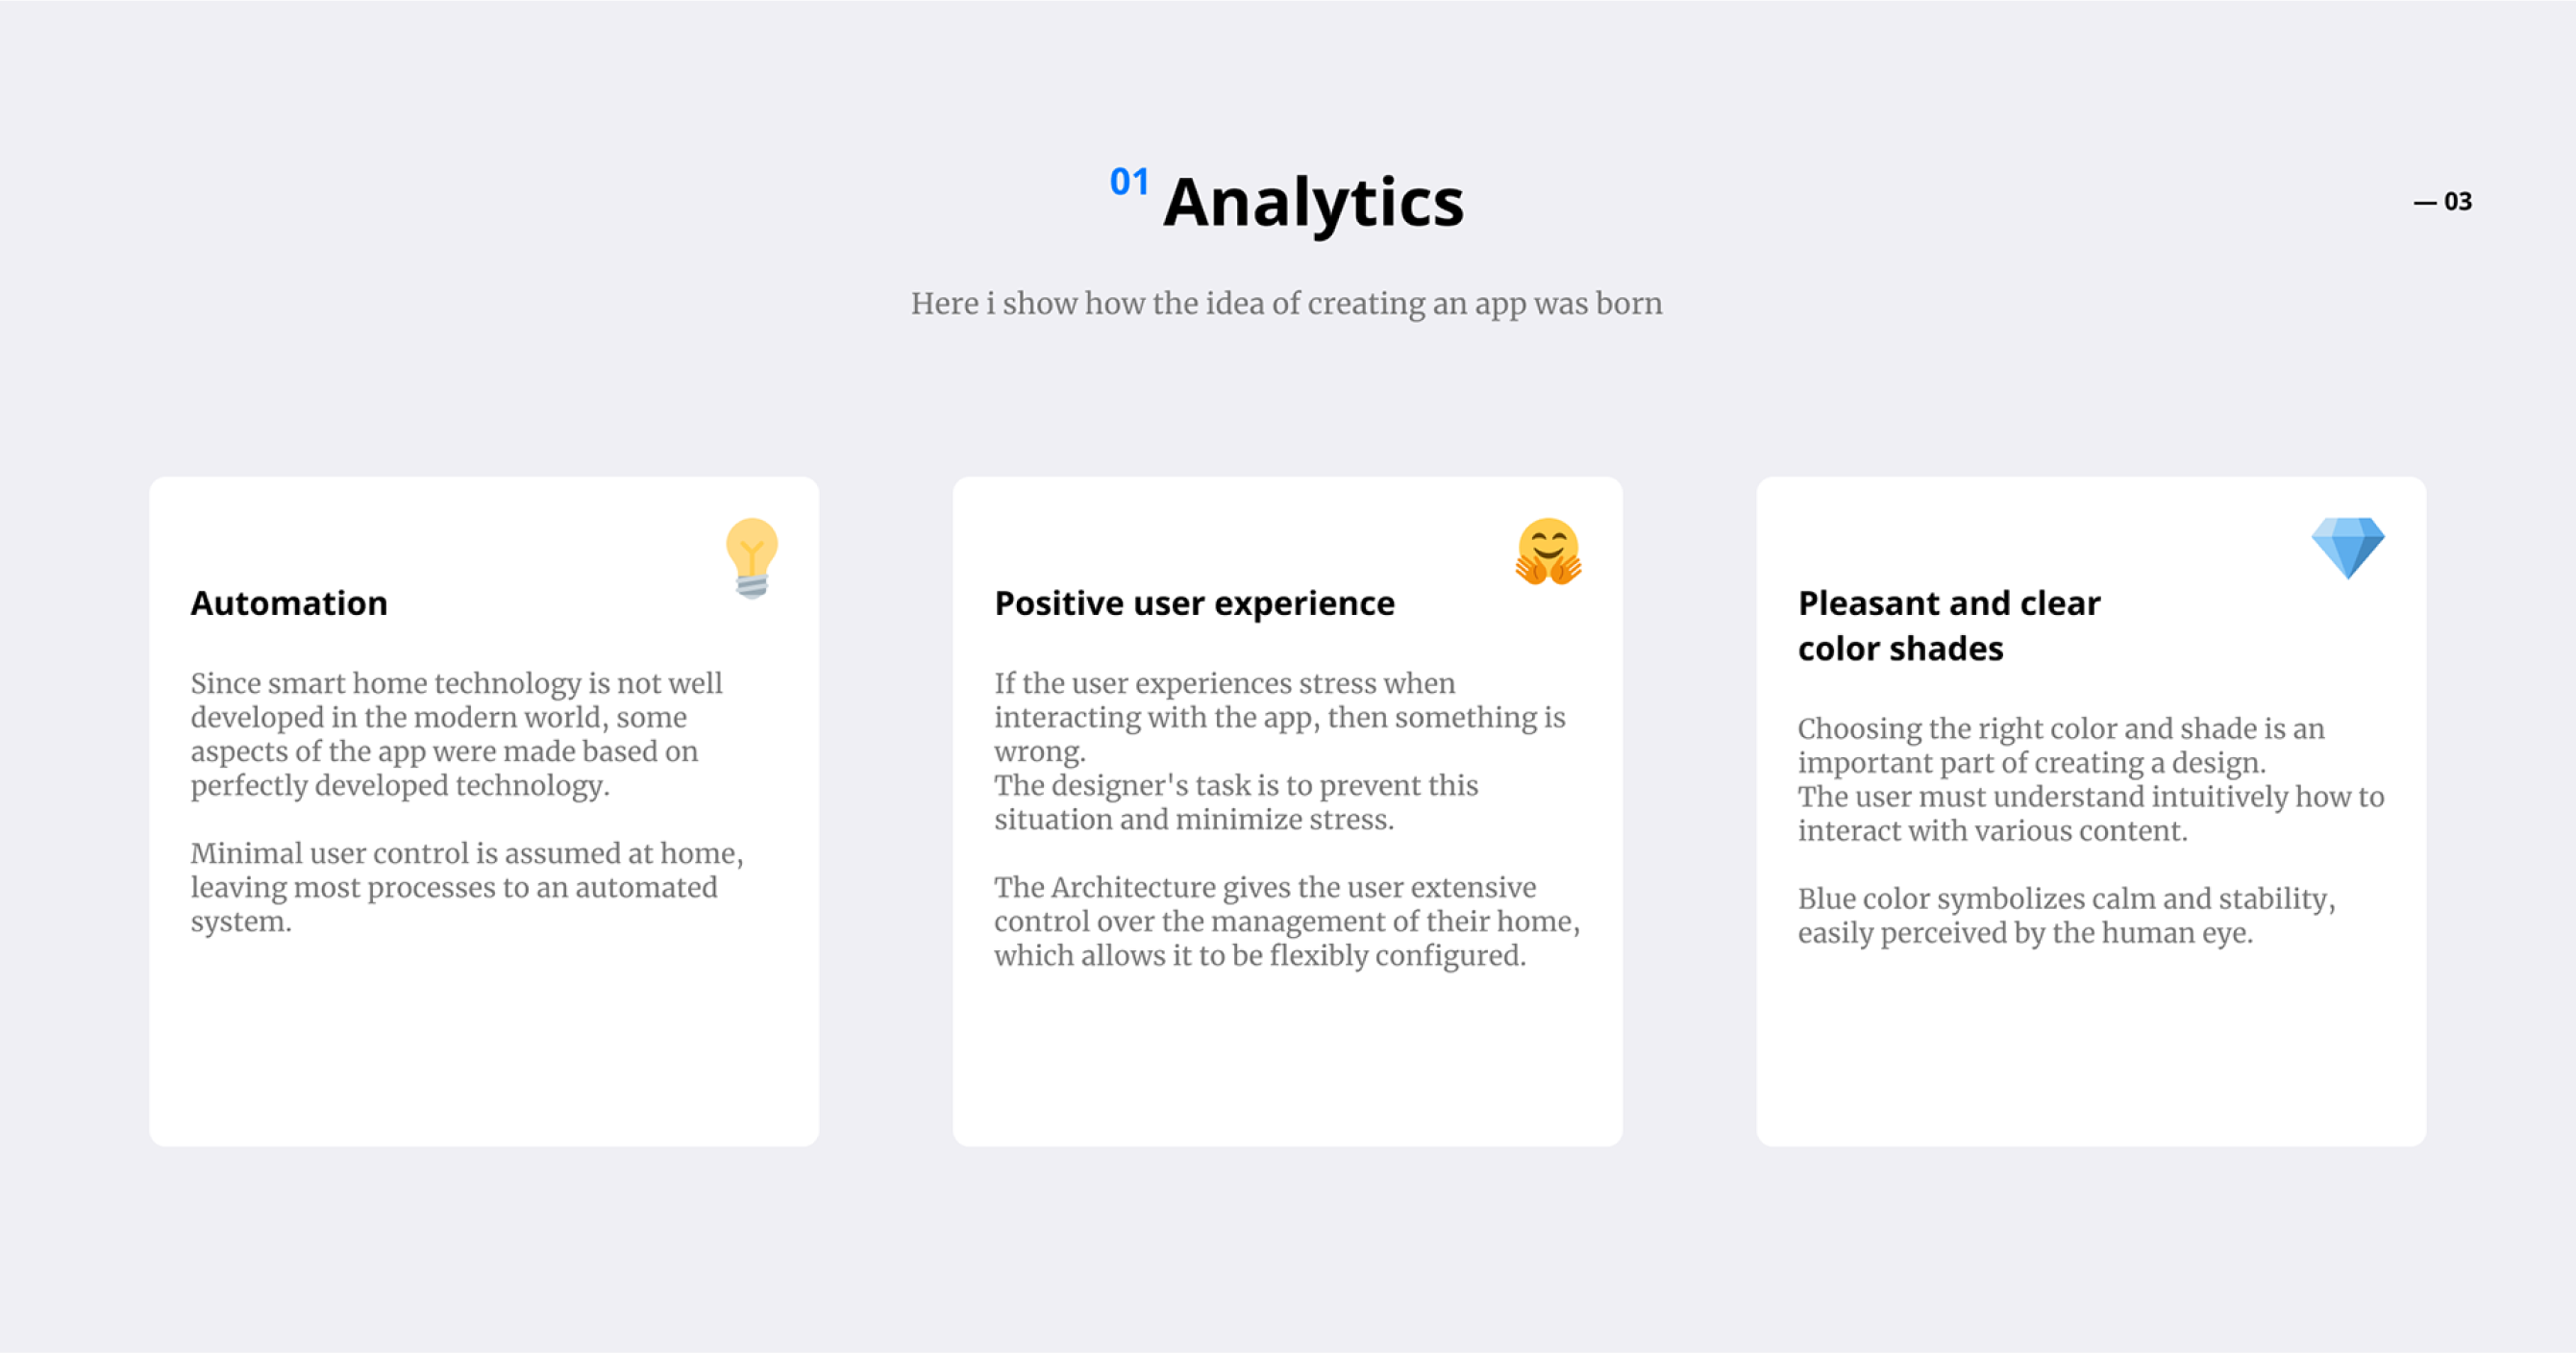 01 Analytics
— 03
Here i show how the idea of creating an app was born
Automation
Since smart home technology is not well
developed in the modern world, some
aspects of the app were made based on
perfectly developed technology.
Minimal user control is assumed at home,
leaving most processes to an automated
system.
Positive user experience
If the user experiences stress when
interacting with the app, then something is
wrong.
The designer's task is to prevent this
situation and minimize stress.
The Architecture gives the user extensive
control over the management of their home,
which allows it to be flexibly configured.
Pleasant and clear
color shades
Choosing the right color and shade is an
important part of creating a design.
The user must understand intuitively how to
interact with various content.
Blue color symbolizes calm and stability,
easily perceived by the human eye.